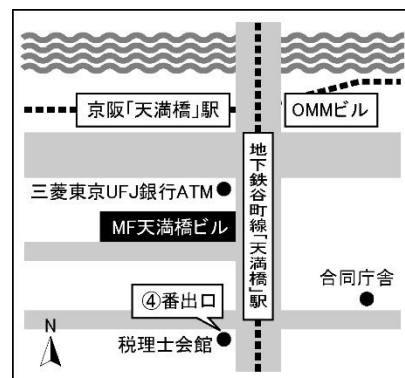 京阪「天満橋」駅
OMMビル
地下鉄谷町線「天満橋」駅
三菱東京UFJ銀行ATM
MF天満橋ビル
合同庁舎
④番出口
税理士会館
N